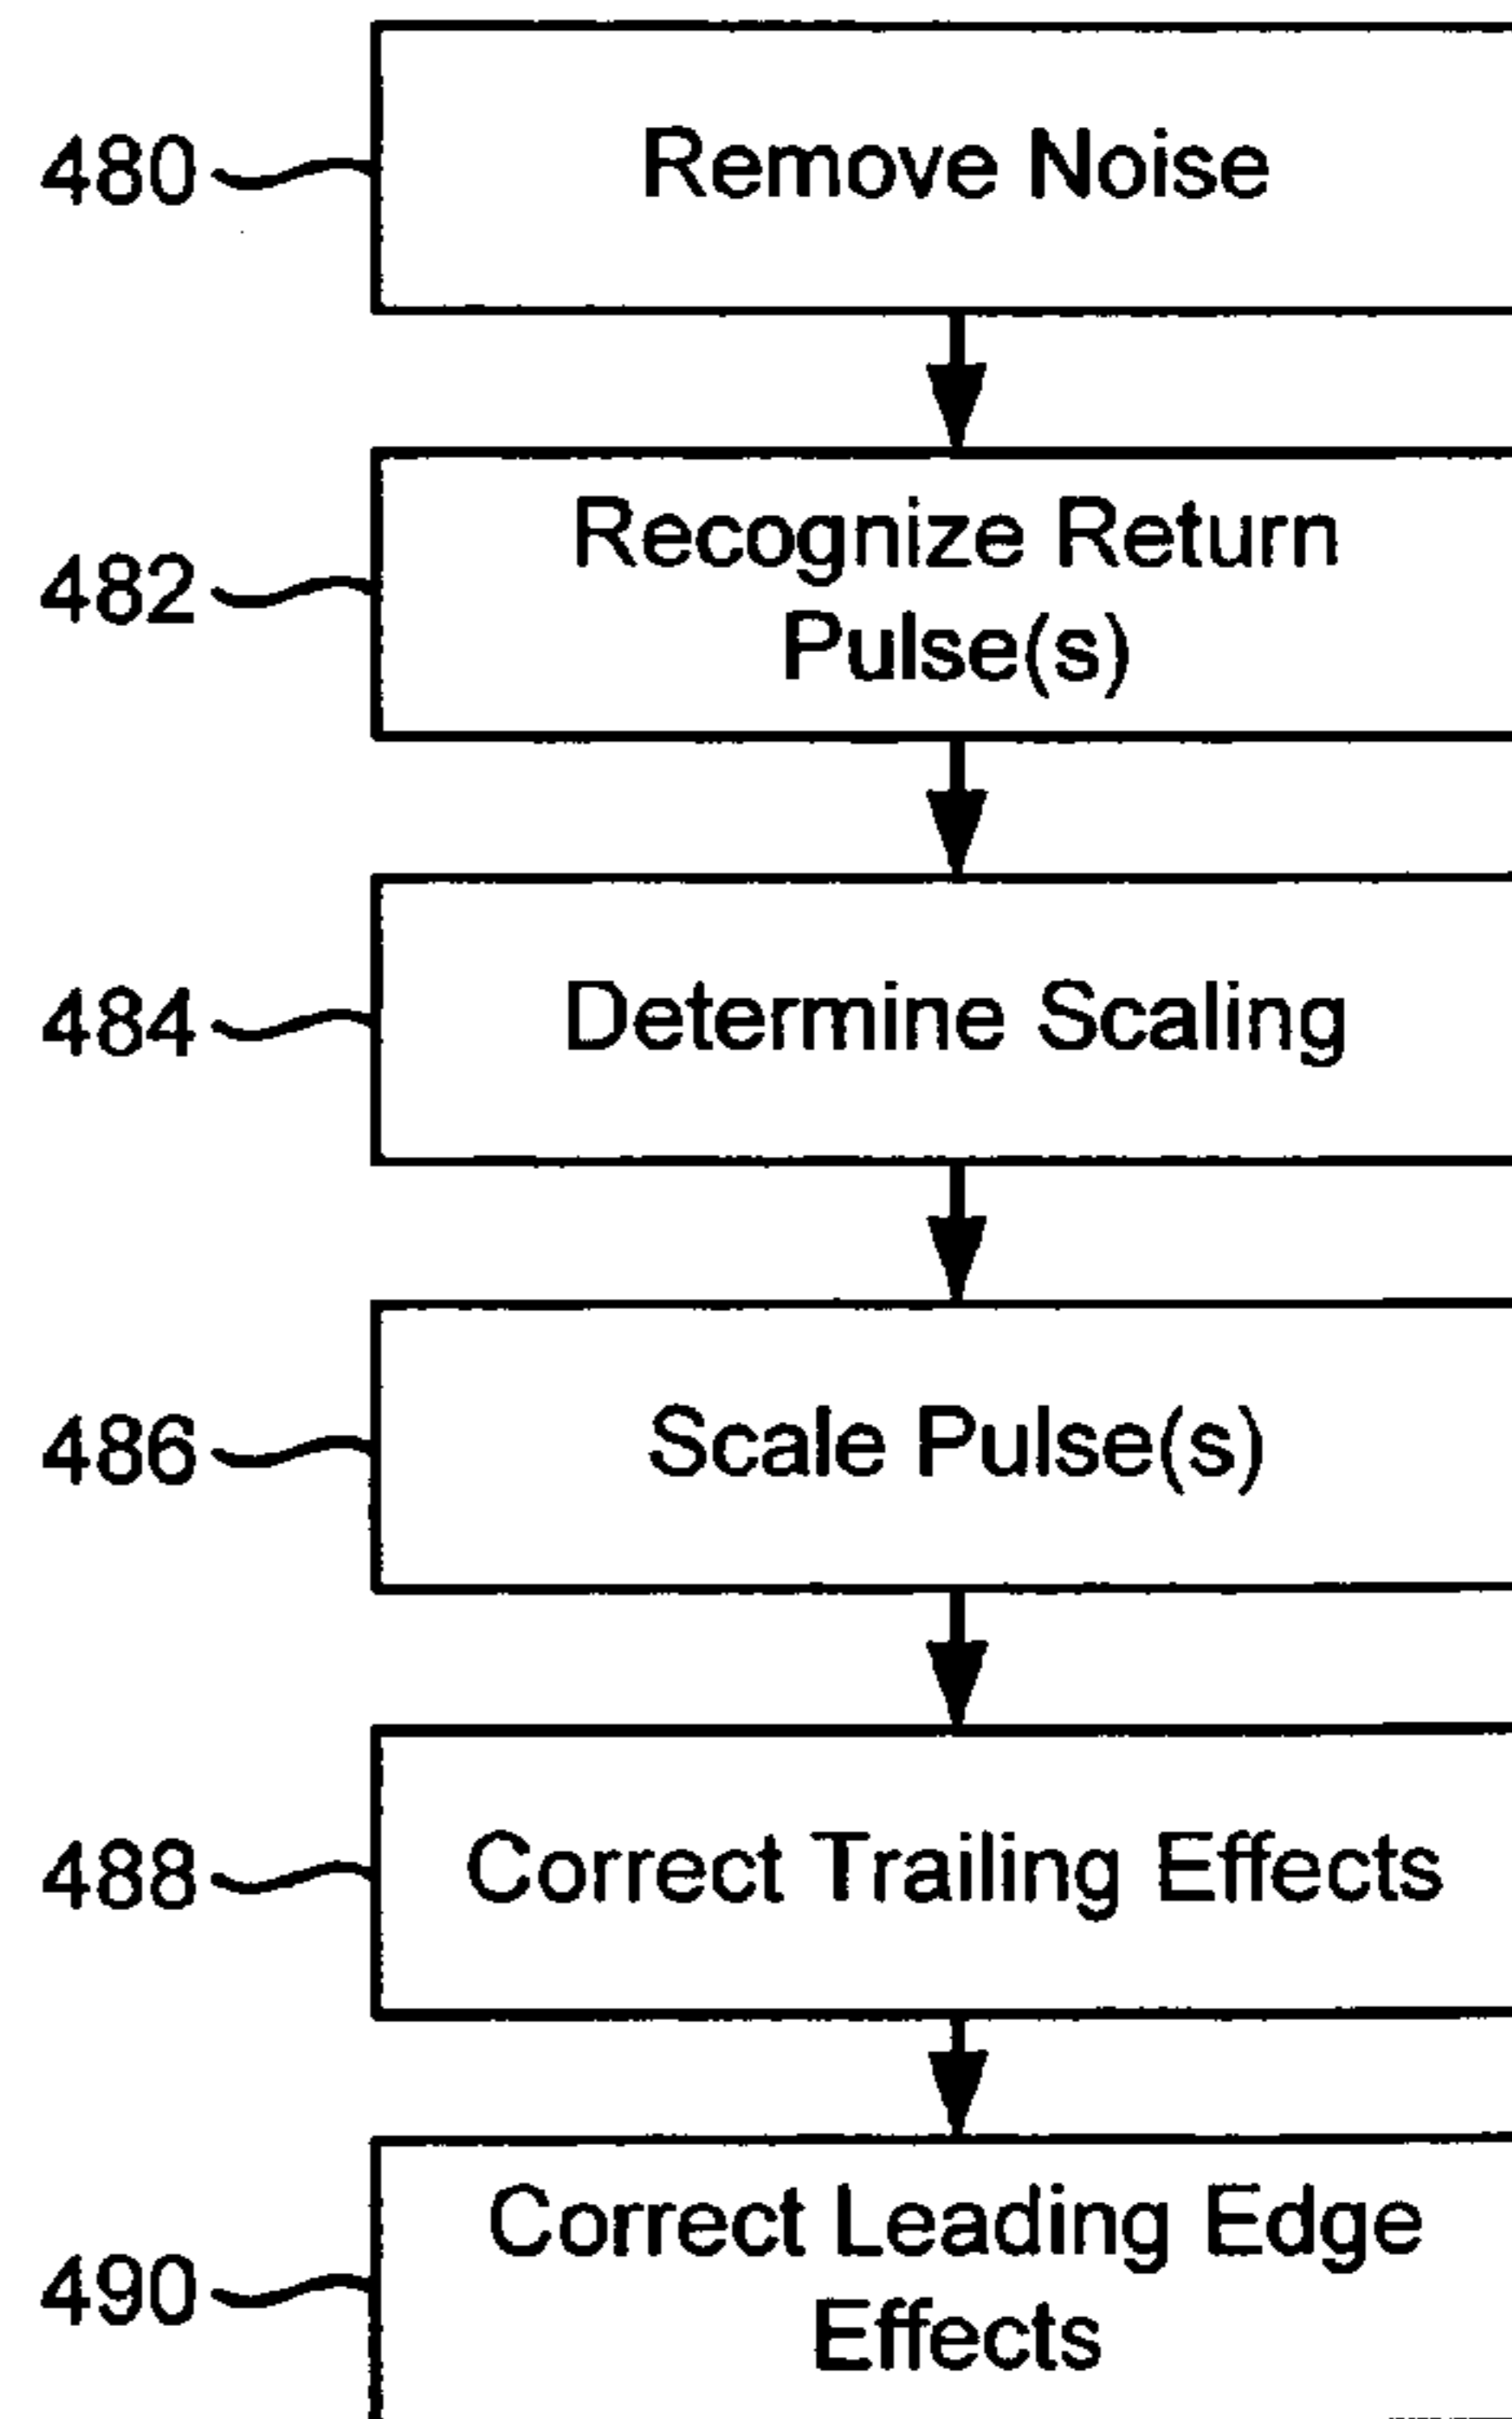 480
Remove Noise
482
Recognize Return
Pulse(s)
484
Determine Scaling
486
Scale Pulse(s)
488
Correct Trailing Effects
490
Correct Leading Edge
Effects